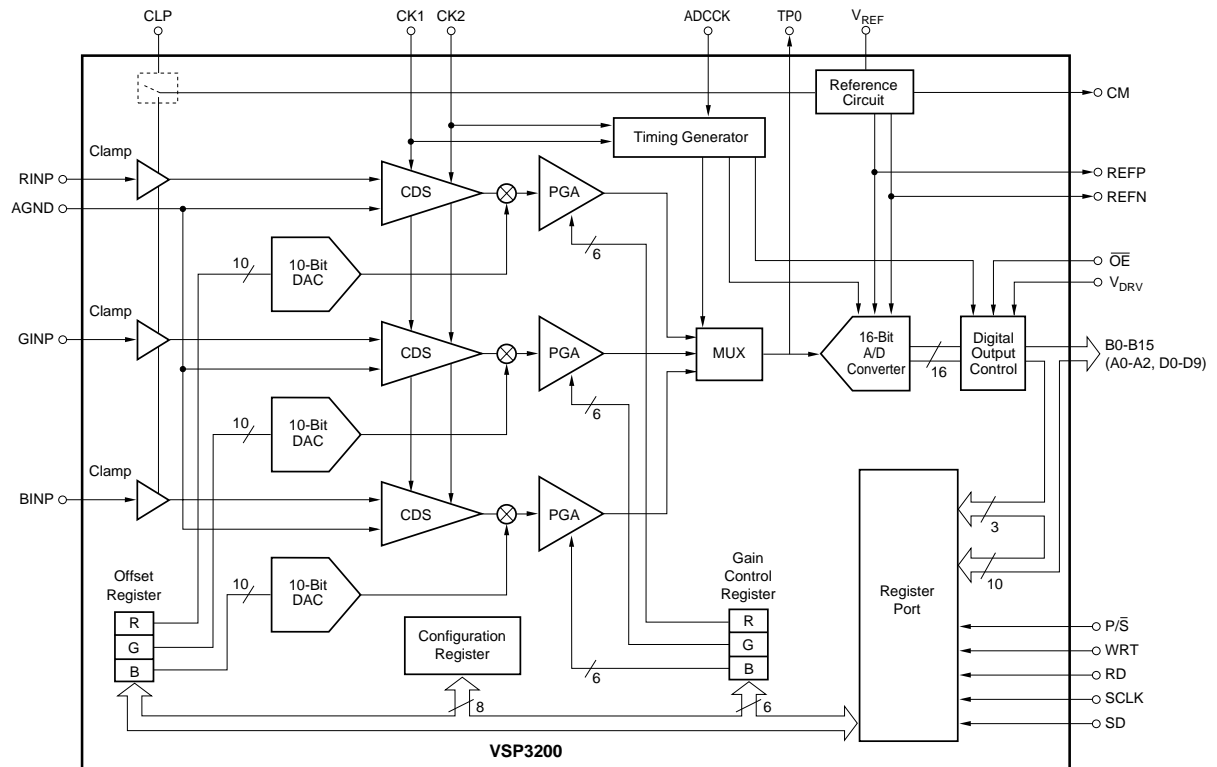 CLP
CK1
CK2
ADCCK
TP0
VREF
Reference
Circuit
CM
Timing Generator
Clamp
RINP
AGND
CDS
PGA
REFP
REFN
6
10
10-Bit
DAC
OE
VDRV
Clamp
GINP
CDS
PGA
MUX
16-Bit
A/D
Converter
16
Digital
Output
Control
B0-B15
(A0-A2, D0-D9)
6
10
10-Bit
DAC
Clamp
BINP
CDS
PGA
3
10
Offset
Register
R
G
B
10
10-Bit
DAC
Configuration
Register
8
Gain
Control
Register
R
G
B
6
6
Register
Port
P/S
WRT
RD
SCLK
SD
VSP3200